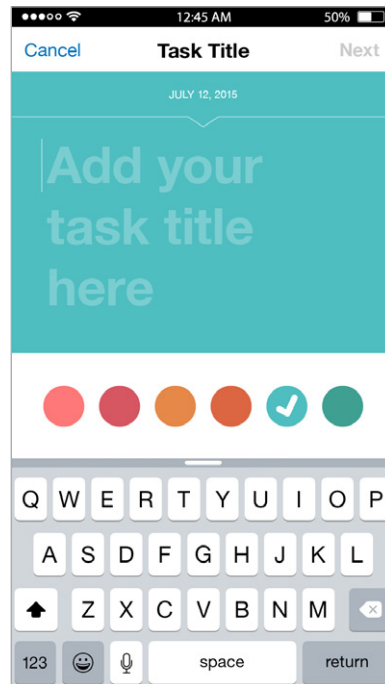 12:45 AM 50%
Cancel Task Title Next
JULY 12, 2015
Add your
task title
here
Q W E R T Y U I O P
A S D F G H J K L
Z X C V B N M
123 space return